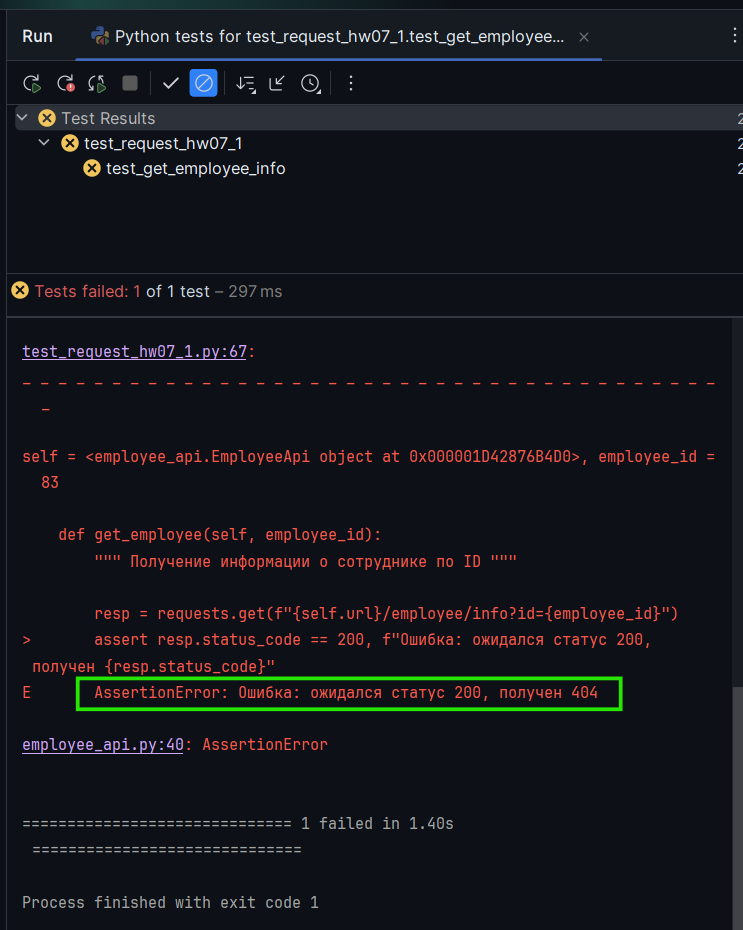 Run Python tests for test_request_hw07_1.test_get_employee...
Test Results
test_request_hw07_1
test_get_employee_info
Tests failed: 1 of 1 test – 297 ms
test_request_hw07_1.py:67:
_ _ _ _ _ _ _ _ _ _ _ _ _ _ _ _ _ _ _ _ _ _ _ _ _ _ _ _ _ _ _ _ _ _ _ _ _ _ _
_
self = <employee_api.EmployeeApi object at 0x000001D42876B4D0>, employee_id =
83
def get_employee(self, employee_id):
""" Получение информации о сотруднике по ID """
resp = requests.get(f"{self.url}/employee/info?id={employee_id}")
> assert resp.status_code == 200, f"Ошибка: ожидался статус 200,
получен {resp.status_code}"
E AssertionError: Ошибка: ожидался статус 200, получен 404
employee_api.py:40: AssertionError
============================== 1 failed in 1.40s
==============================
Process finished with exit code 1